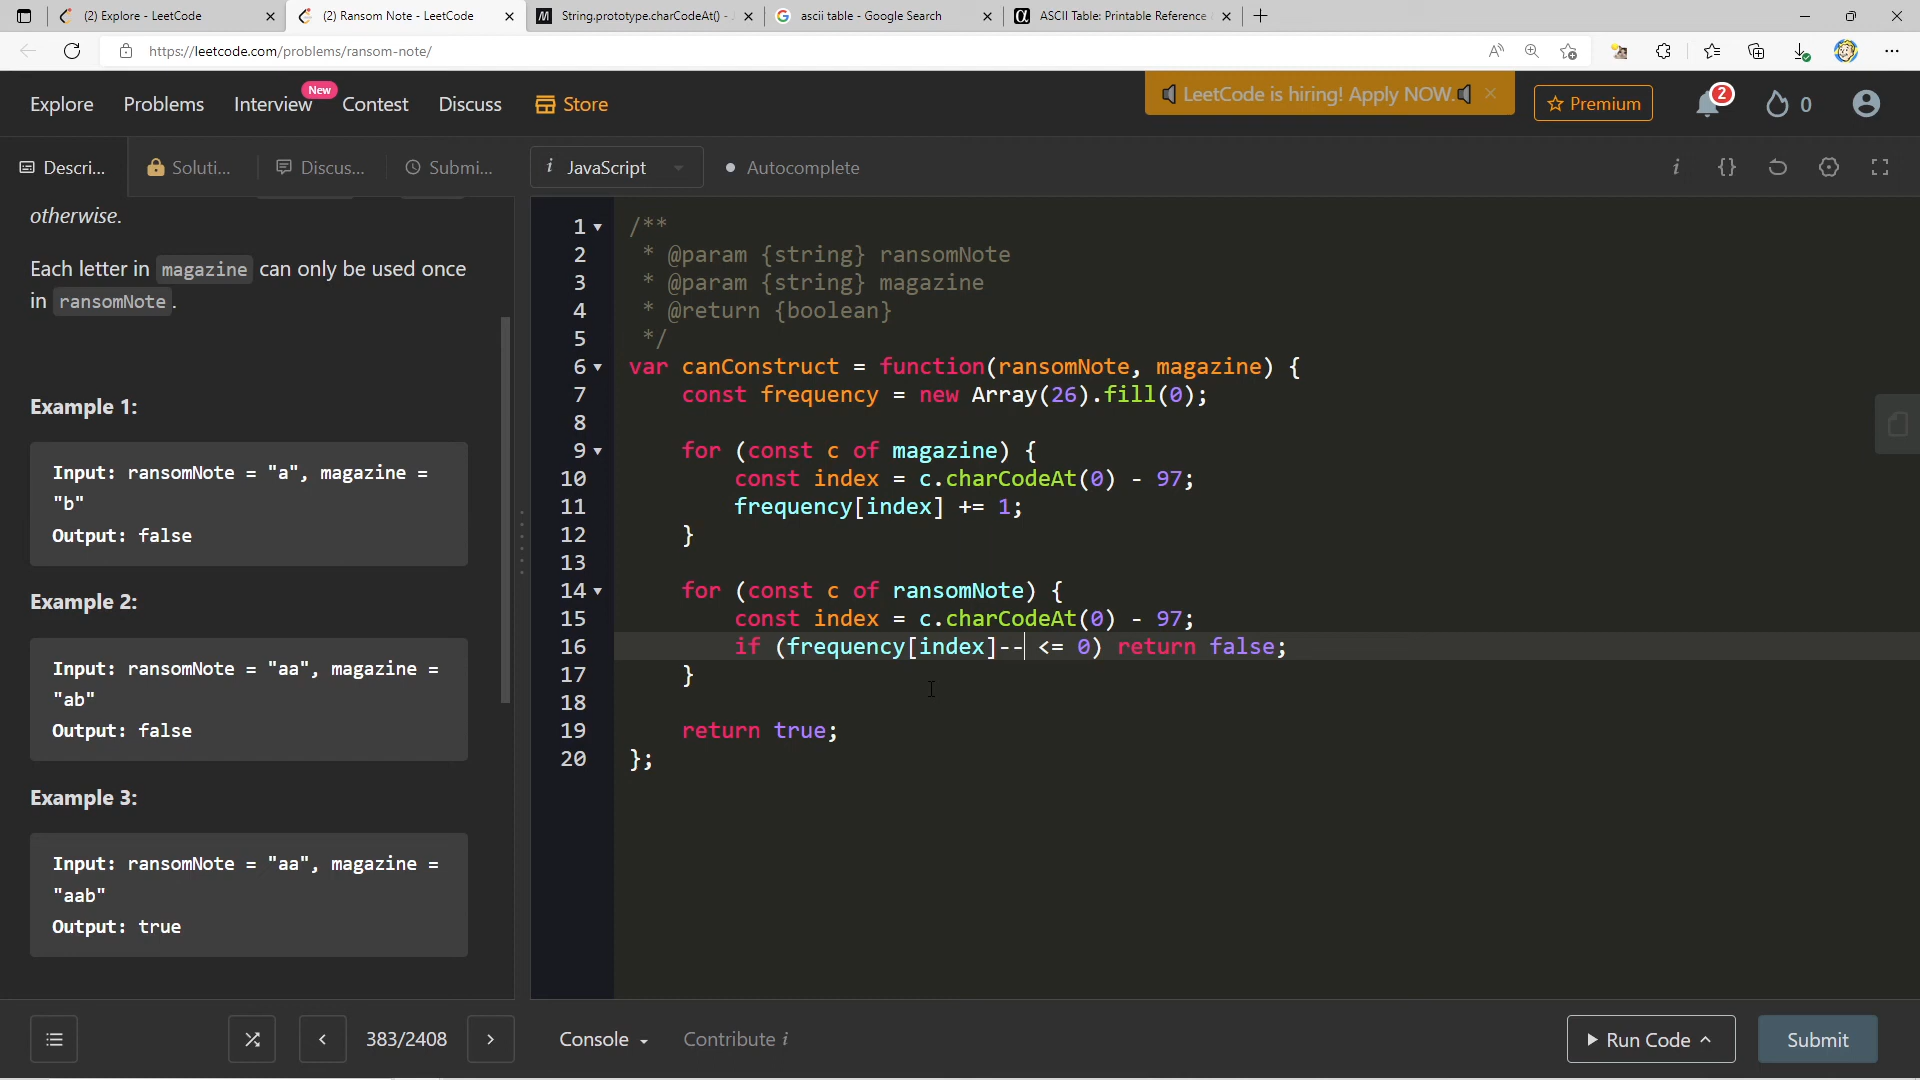 (2) Explore - LeetCode
(2) Ransom Note - LeetCode
String.prototype.charCodeAt() -
ascii table - Google Search
ASCII Table: Printable Reference
https://leetcode.com/problems/ransom-note/
Explore
Problems
Interview
New
Contest
Discuss
Store
LeetCode is hiring! Apply NOW.
Premium
2
0
Descri...
Soluti...
Discus...
Submi...
i JavaScript
Autocomplete
i
{}
otherwise.
Each letter in magazine can only be used once
in ransomNote.
Example 1:
Input: ransomNote = "a", magazine =
"b"
Output: false
Example 2:
Input: ransomNote = "aa", magazine =
"ab"
Output: false
Example 3:
Input: ransomNote = "aa", magazine =
"aab"
Output: true
1 /**
2 * @param {string} ransomNote
3 * @param {string} magazine
4 * @return {boolean}
5 */
6 var canConstruct = function(ransomNote, magazine) {
7 const frequency = new Array(26).fill(0);
8
9 for (const c of magazine) {
10 const index = c.charCodeAt(0) - 97;
11 frequency[index] += 1;
12 }
13
14 for (const c of ransomNote) {
15 const index = c.charCodeAt(0) - 97;
16 if (frequency[index]-- <= 0) return false;
17 }
18
19 return true;
20 };
383/2408
Console
Contribute i
Run Code
Submit